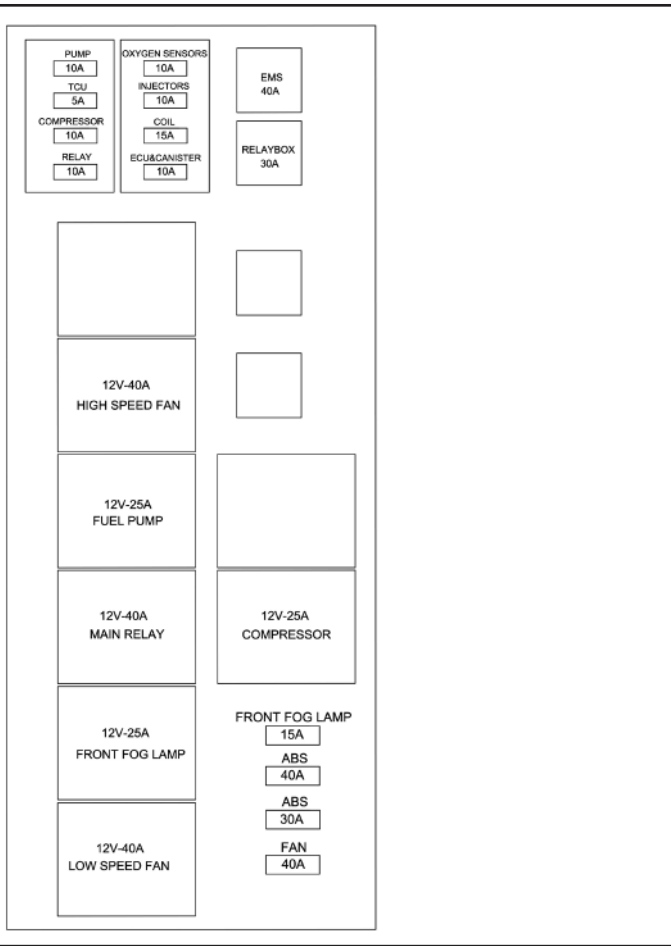 PUMP
10A
TCU
5A
COMPRESSOR
10A
RELAY
10A
OXYGEN SENSORS
10A
INJECTORS
10A
COIL
15A
ECU&CANISTER
10A
EMS
40A
RELAYBOX
30A
12V-40A
HIGH SPEED FAN
12V-25A
FUEL PUMP
12V-40A
MAIN RELAY
12V-25A
FRONT FOG LAMP
12V-40A
LOW SPEED FAN
12V-25A
COMPRESSOR
FRONT FOG LAMP
15A
ABS
40A
ABS
30A
FAN
40A